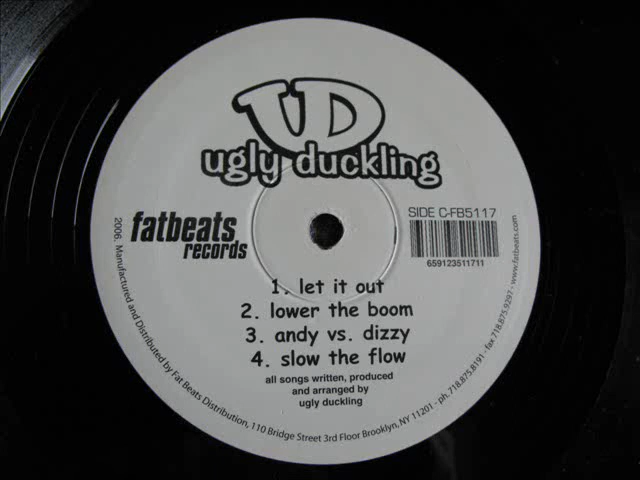 UD
ugly duckling
fatbeats
records
SIDE C-FB5117
659123511711
1. let it out
2. lower the boom
3. andy vs. dizzy
4. slow the flow
all songs written, produced
and arranged by
ugly duckling
2006. Manufactured and Distributed by Fat Beats Distribution, 110 Bridge Street 3rd Floor Brooklyn, NY 11201 - ph. 718.875.8191 · fax 718.875.9297 · www.fatbeats.com